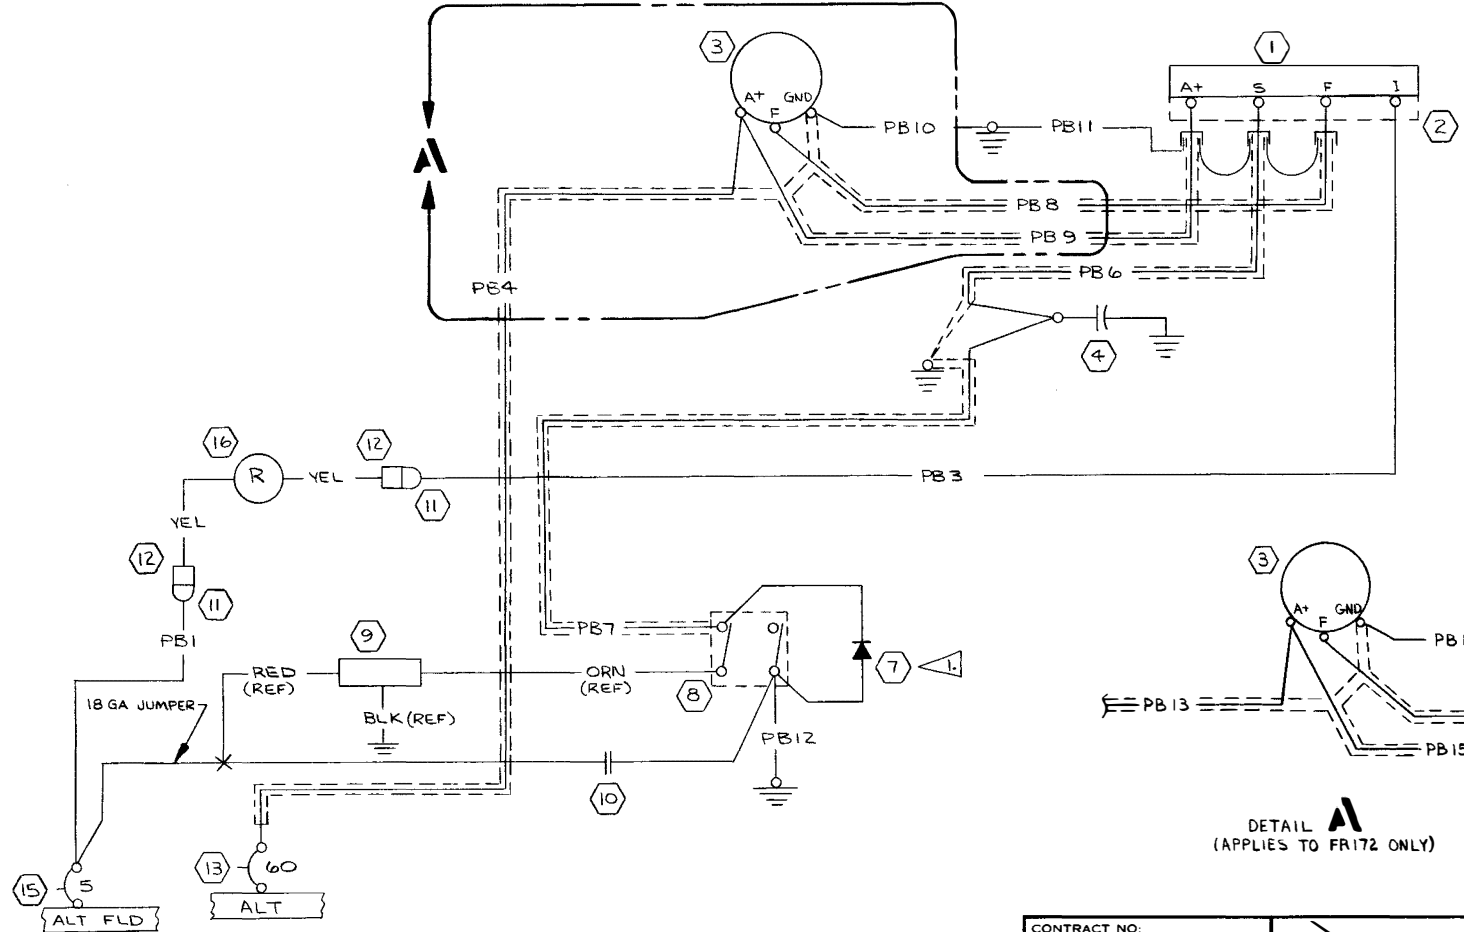 3
1
A+
GND
F
A+
S
F
I
2
PB10
PB11
A
PB8
PB9
PB6
PB4
4
16
12
R
YEL
PB3
11
YEL
12
11
PB1
3
A+
F
GND
9
PB7
7
1.
RED
(REF)
ORN
(REF)
8
18 GA JUMPER
BLK (REF)
PB12
PB13
PB15
10
DETAIL A
(APPLIES TO FR172 ONLY)
13
60
15
5
ALT
ALT FLD
CONTRACT NO: